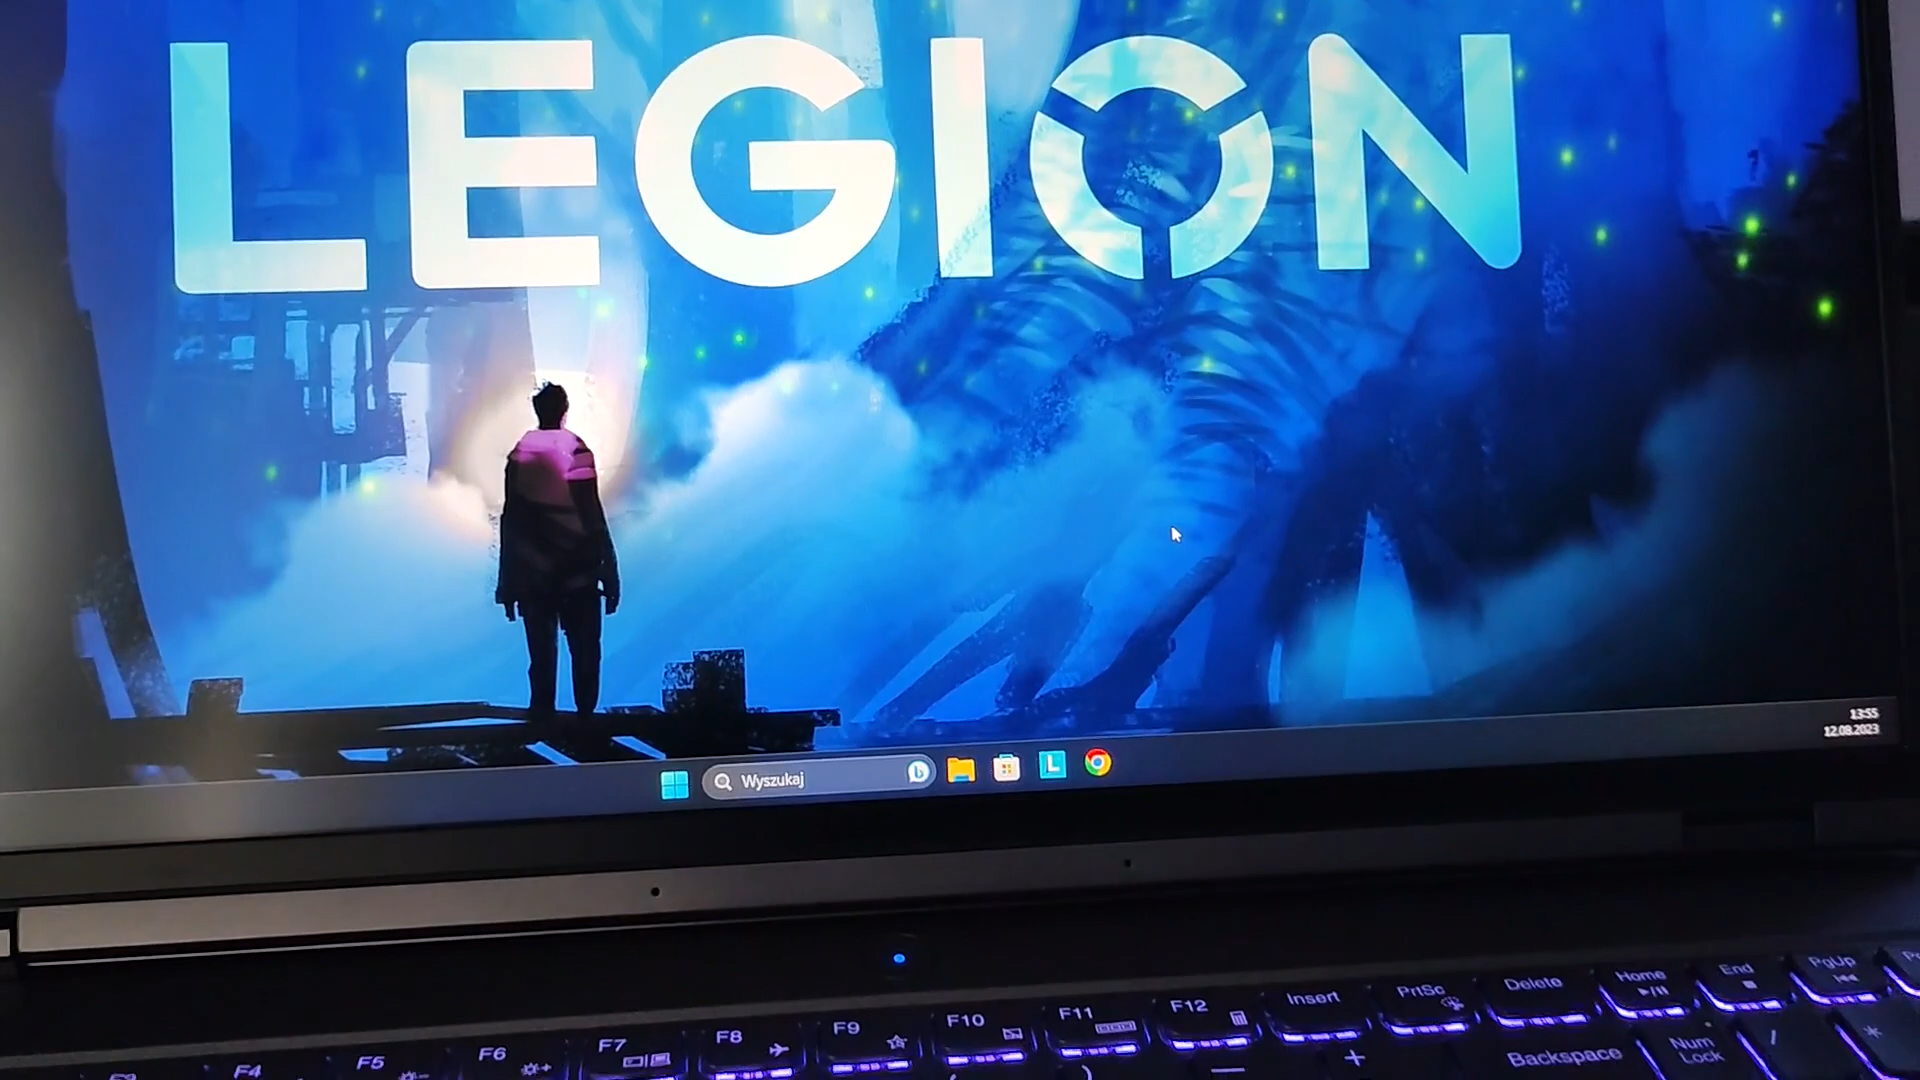 LEGION
13:55
12.08.2023
Wyszukaj
L
F4 F5 F6 F7 F8 F9 F10 F11 F12 Insert PrtSc Delete Home End PgUp
Backspace Num Lock /  *